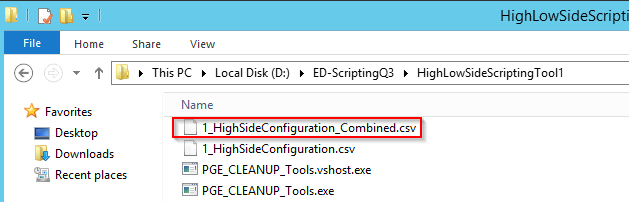 HighLowSideScripti
File
Home
Share
View
This PC
Local Disk (D:)
ED-ScriptingQ3
HighLowSideScriptingTool1
Favorites
Desktop
Downloads
Recent places
Name
1_HighSideConfiguration_Combined.csv
1_HighSideConfiguration.csv
PGE_CLEANUP_Tools.vshost.exe
PGE_CLEANUP_Tools.exe